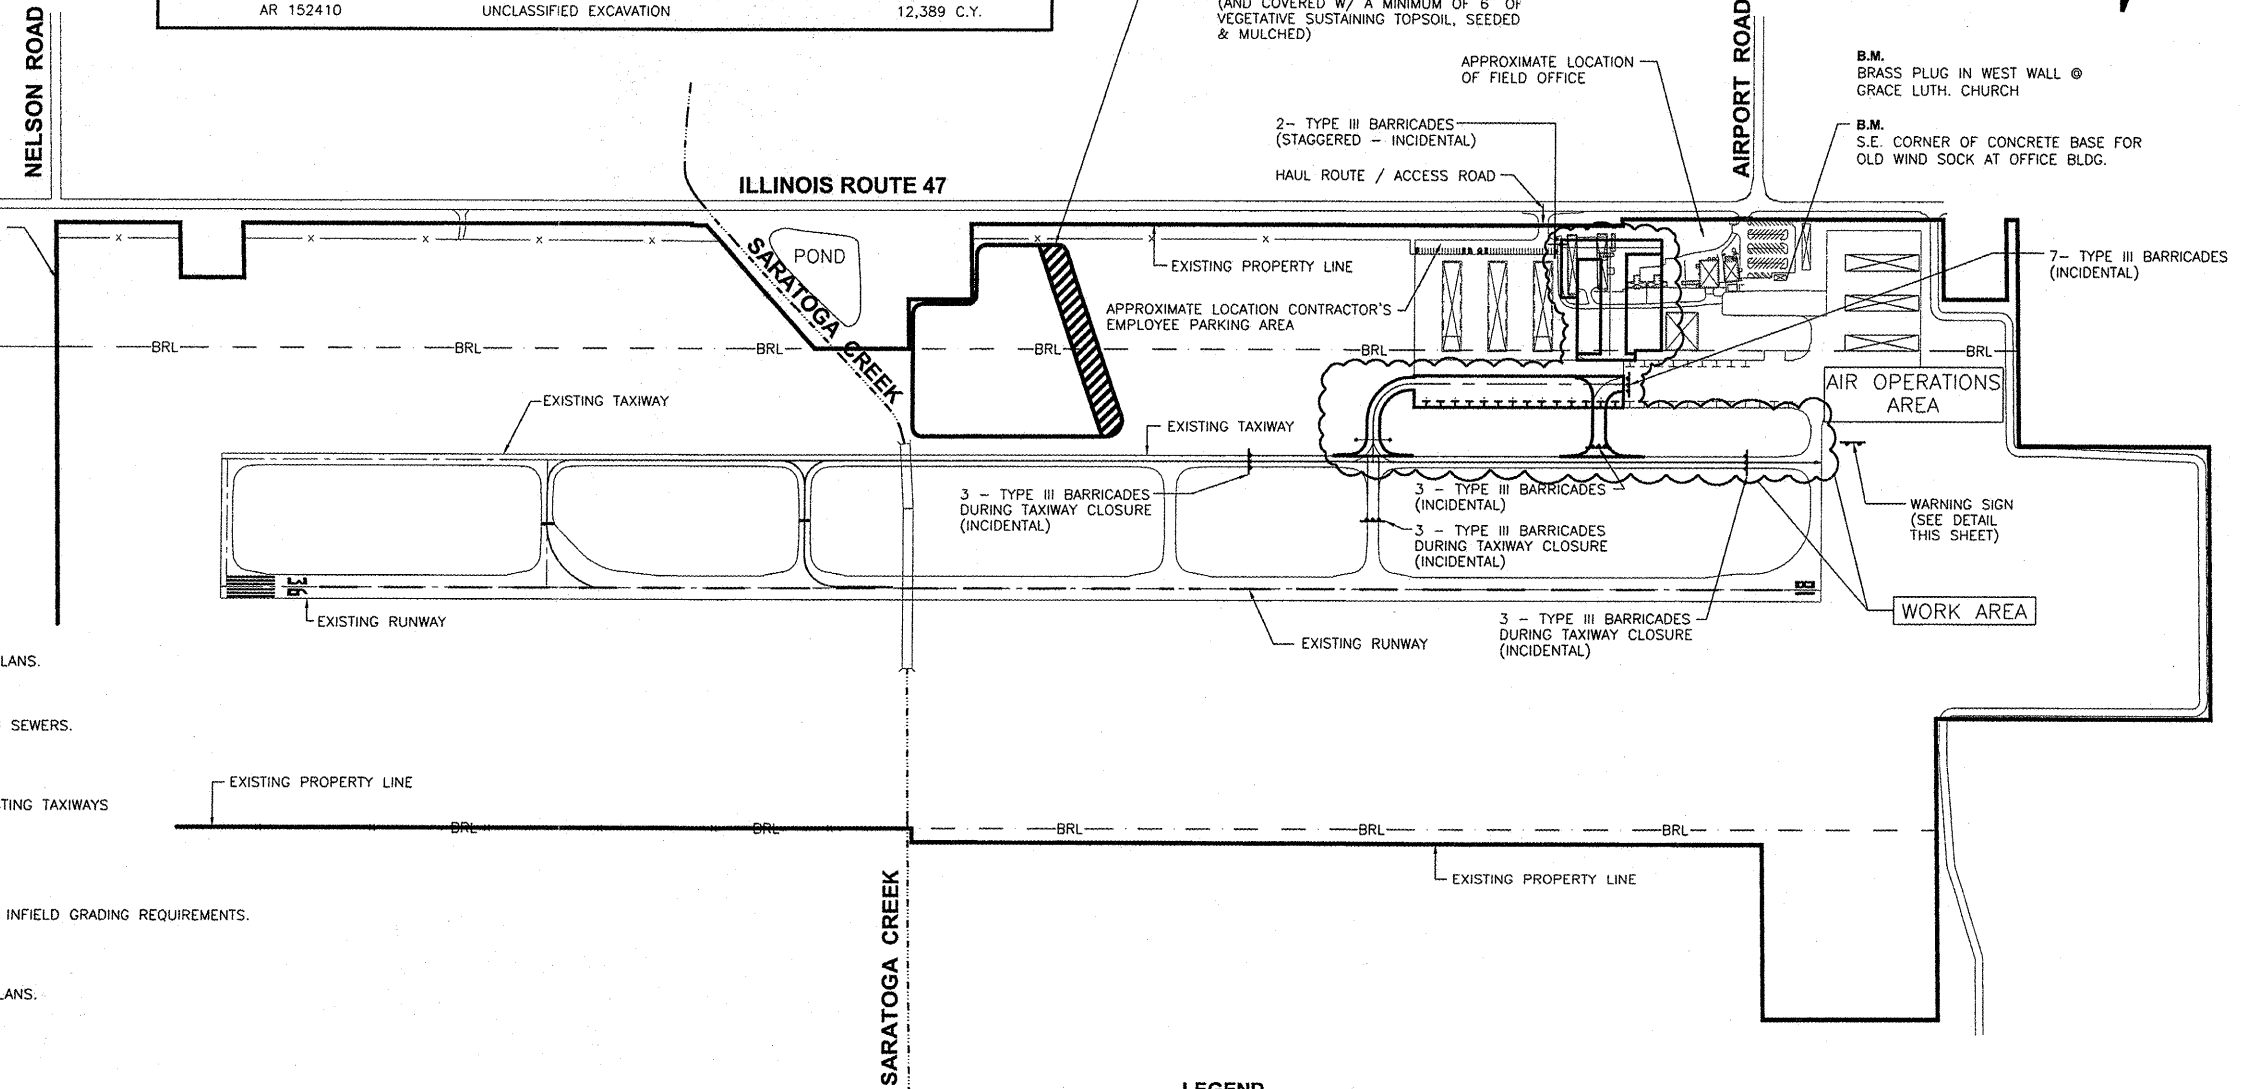 AR 152410 UNCLASSIFIED EXCAVATION 12,389 C.Y.
(AND COVERED W/ A MINIMUM OF 6" OF
VEGETATIVE SUSTAINING TOPSOIL, SEEDED
& MULCHED)
NELSON ROAD
AIRPORT ROAD
APPROXIMATE LOCATION
OF FIELD OFFICE
B.M.
BRASS PLUG IN WEST WALL @
GRACE LUTH. CHURCH
B.M.
S.E. CORNER OF CONCRETE BASE FOR
OLD WIND SOCK AT OFFICE BLDG.
2- TYPE III BARRICADES
(STAGGERED - INCIDENTAL)
HAUL ROUTE / ACCESS ROAD
ILLINOIS ROUTE 47
SARATOGA CREEK
POND
EXISTING PROPERTY LINE
7- TYPE III BARRICADES
(INCIDENTAL)
APPROXIMATE LOCATION CONTRACTOR'S
EMPLOYEE PARKING AREA
BRL
BRL
BRL
BRL
BRL
BRL
AIR OPERATIONS
AREA
EXISTING TAXIWAY
EXISTING TAXIWAY
3 - TYPE III BARRICADES
DURING TAXIWAY CLOSURE
(INCIDENTAL)
3 - TYPE III BARRICADES
(INCIDENTAL)
3 - TYPE III BARRICADES
DURING TAXIWAY CLOSURE
(INCIDENTAL)
WARNING SIGN
(SEE DETAIL
THIS SHEET)
WORK AREA
EXISTING RUNWAY
EXISTING RUNWAY
3 - TYPE III BARRICADES
DURING TAXIWAY CLOSURE
(INCIDENTAL)
LANS.
SEWERS.
EXISTING PROPERTY LINE
TING TAXIWAYS
BRL
BRL
BRL
BRL
BRL
EXISTING PROPERTY LINE
SARATOGA CREEK
INFIELD GRADING REQUIREMENTS.
LANS.
LEGEND